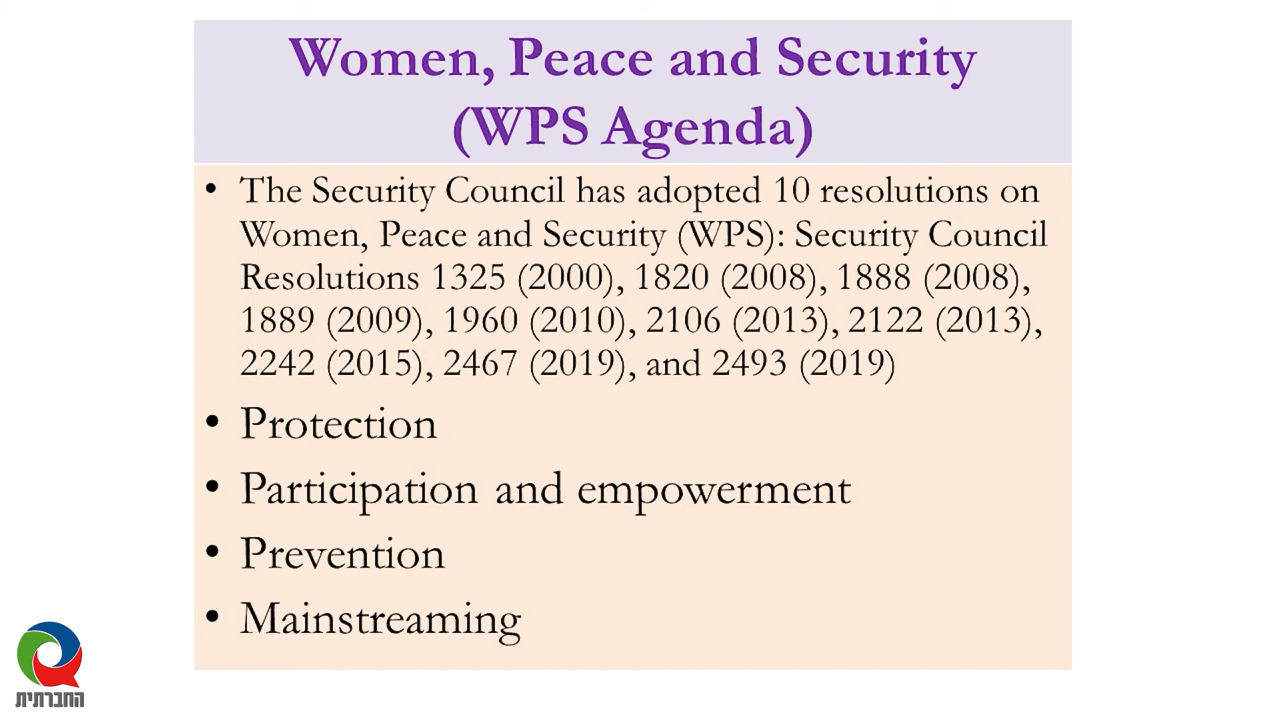 Women, Peace and Security
(WPS Agenda)
• The Security Council has adopted 10 resolutions on
Women, Peace and Security (WPS): Security Council
Resolutions 1325 (2000), 1820 (2008), 1888 (2008),
1889 (2009), 1960 (2010), 2106 (2013), 2122 (2013),
2242 (2015), 2467 (2019), and 2493 (2019)
• Protection
• Participation and empowerment
• Prevention
• Mainstreaming
החברתית